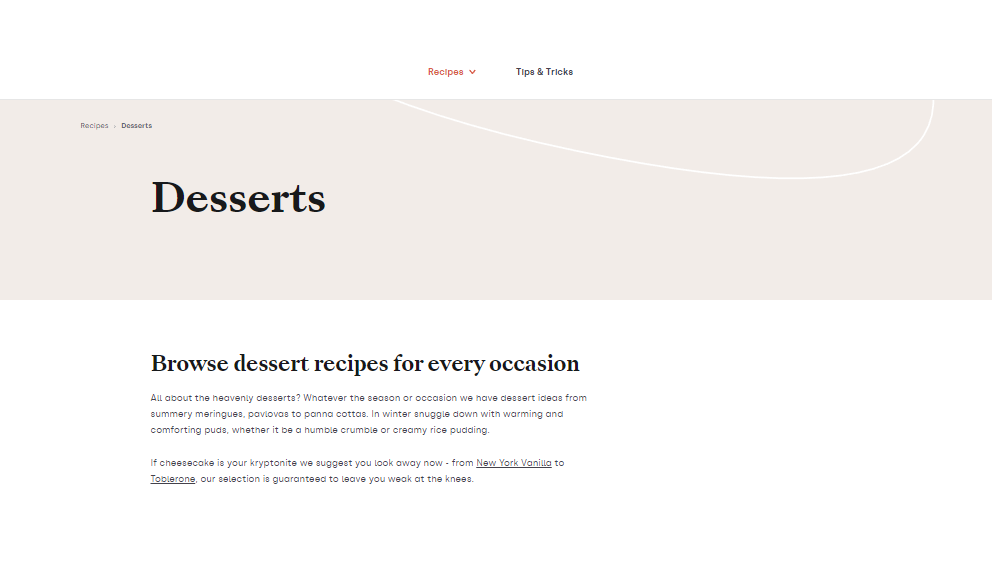 Recipes
Tips & Tricks
Recipes › Desserts
Desserts
Browse dessert recipes for every occasion
All about the heavenly desserts? Whatever the season or occasion we have dessert ideas from
summery meringues, pavlovas to panna cottas. In winter snuggle down with warming and
comforting puds, whether it be a humble crumble or creamy rice pudding.
If cheesecake is your kryptonite we suggest you look away now - from New York Vanilla to
Toblerone, our selection is guaranteed to leave you weak at the knees.